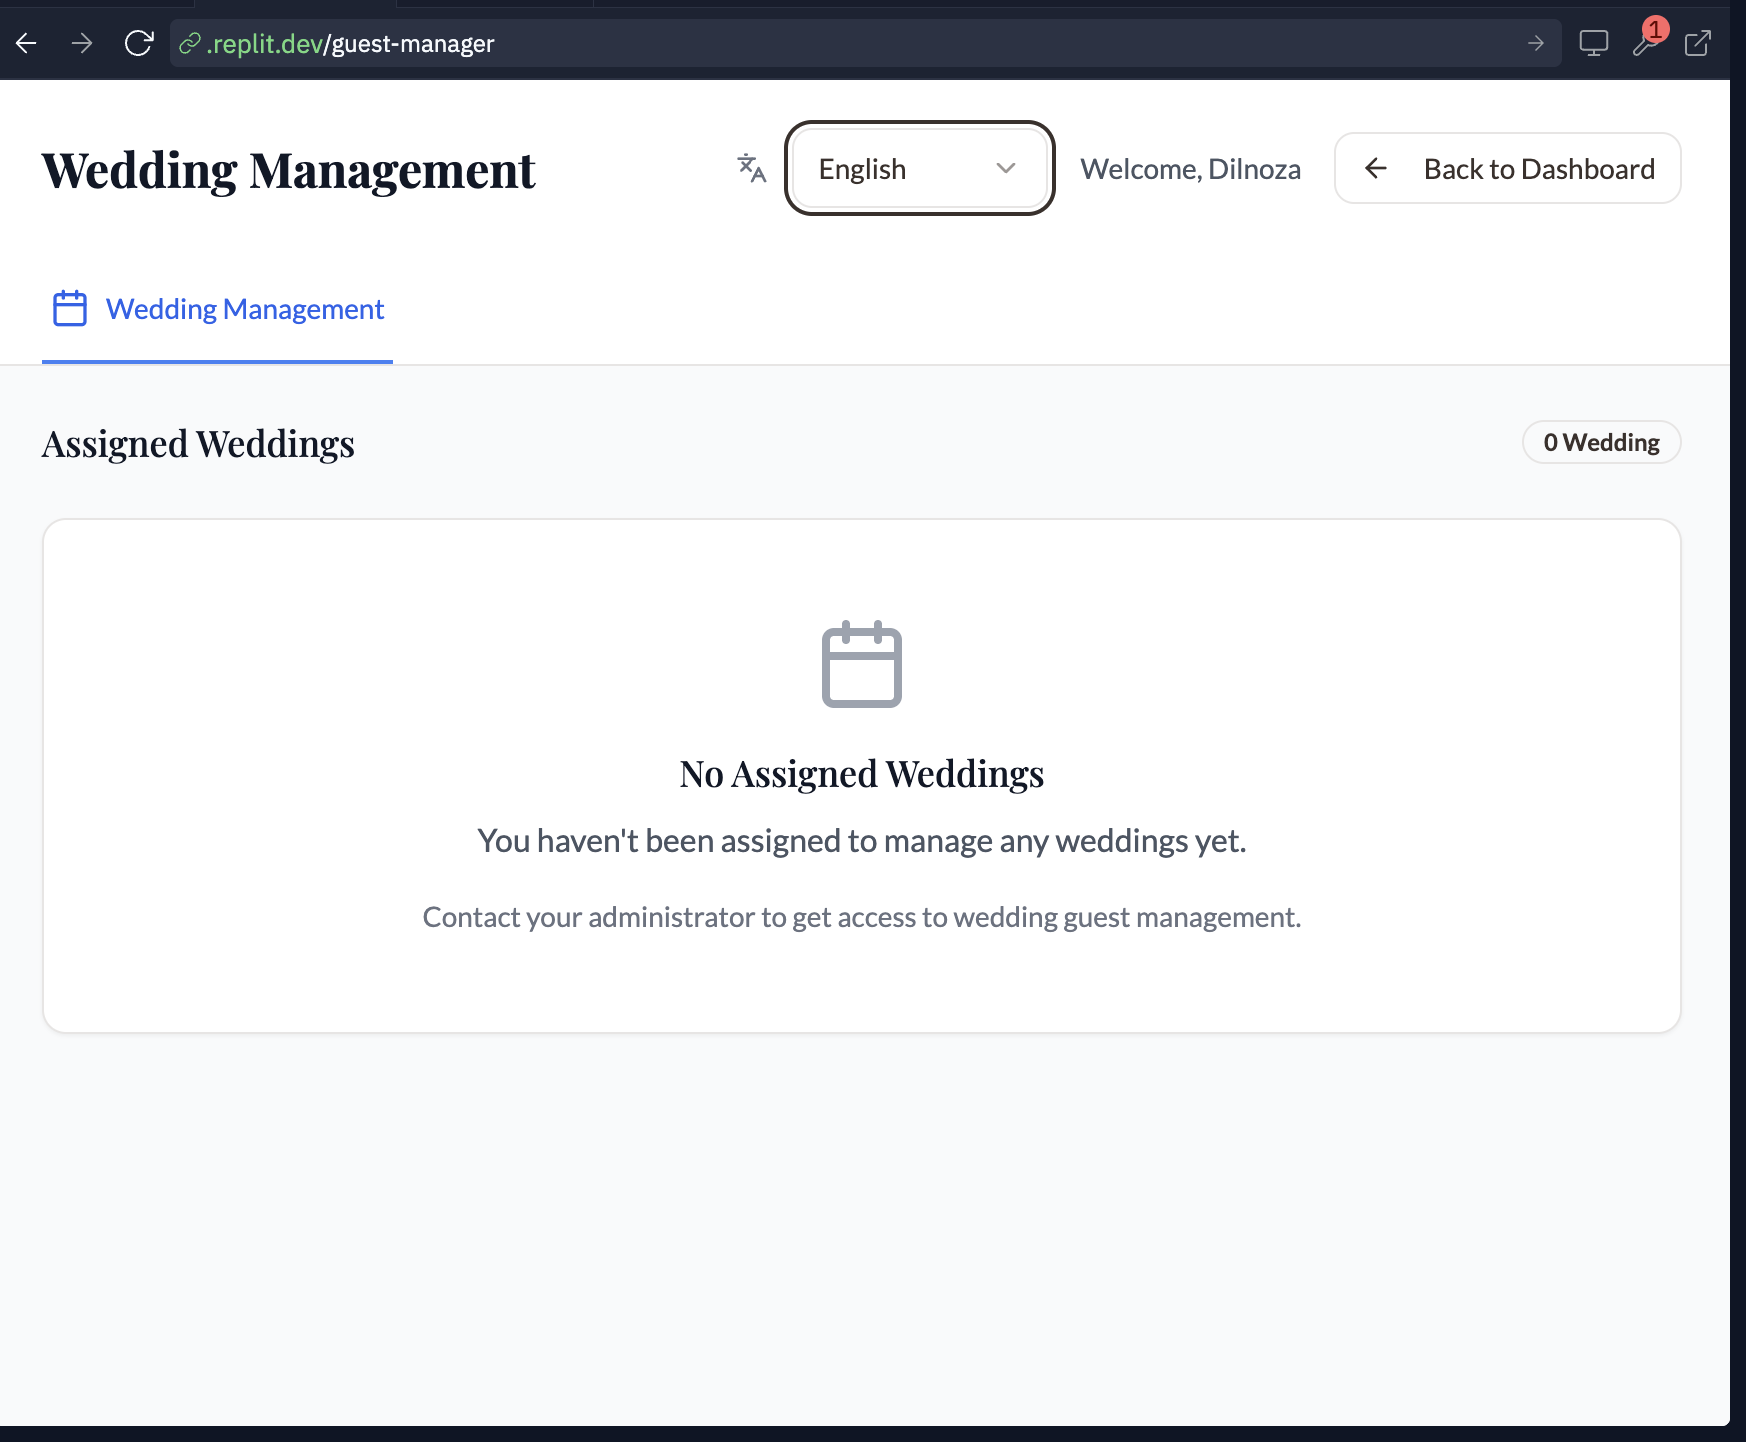 .replit.dev/guest-manager
1
Wedding Management
English
Welcome, Dilnoza
Back to Dashboard
Wedding Management
Assigned Weddings
0 Wedding
No Assigned Weddings
You haven't been assigned to manage any weddings yet.
Contact your administrator to get access to wedding guest management.